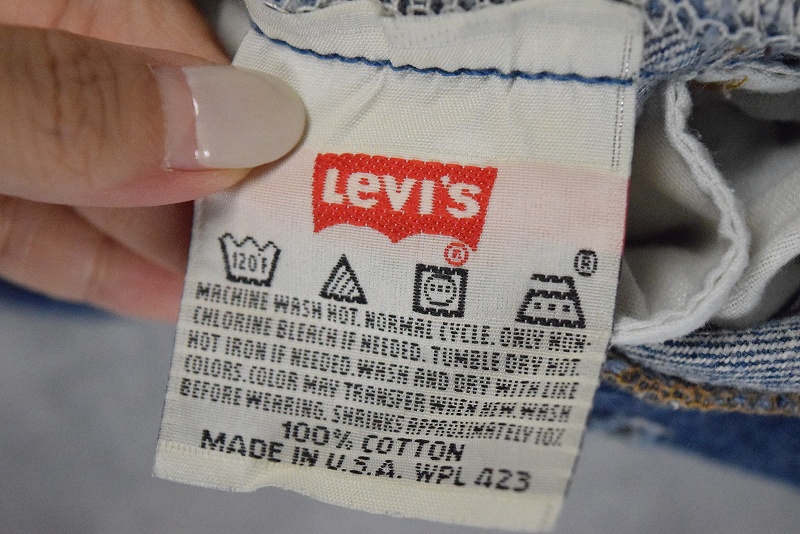 LEVI'S
®
120°F
®
MACHINE WASH HOT. NORMAL CYCLE. ONLY NON-
CHLORINE BLEACH IF NEEDED. TUMBLE DRY HOT
HOT IRON IF NEEDED. WASH AND DRY WITH LIKE
COLORS. COLOR MAY TRANSFER WHEN NEW. WASH
BEFORE WEARING. SHRINKS APPROXIMATELY 10%
100% COTTON
MADE IN U.S.A. WPL 423